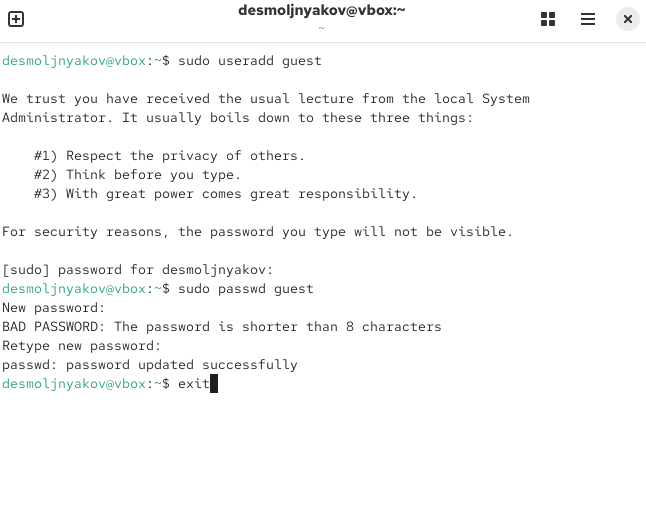 desmoljnyakov@vbox:~
~
desmoljnyakov@vbox:~$ sudo useradd guest
We trust you have received the usual lecture from the local System
Administrator. It usually boils down to these three things:
#1) Respect the privacy of others.
#2) Think before you type.
#3) With great power comes great responsibility.
For security reasons, the password you type will not be visible.
[sudo] password for desmoljnyakov:
desmoljnyakov@vbox:~$ sudo passwd guest
New password:
BAD PASSWORD: The password is shorter than 8 characters
Retype new password:
passwd: password updated successfully
desmoljnyakov@vbox:~$ exit